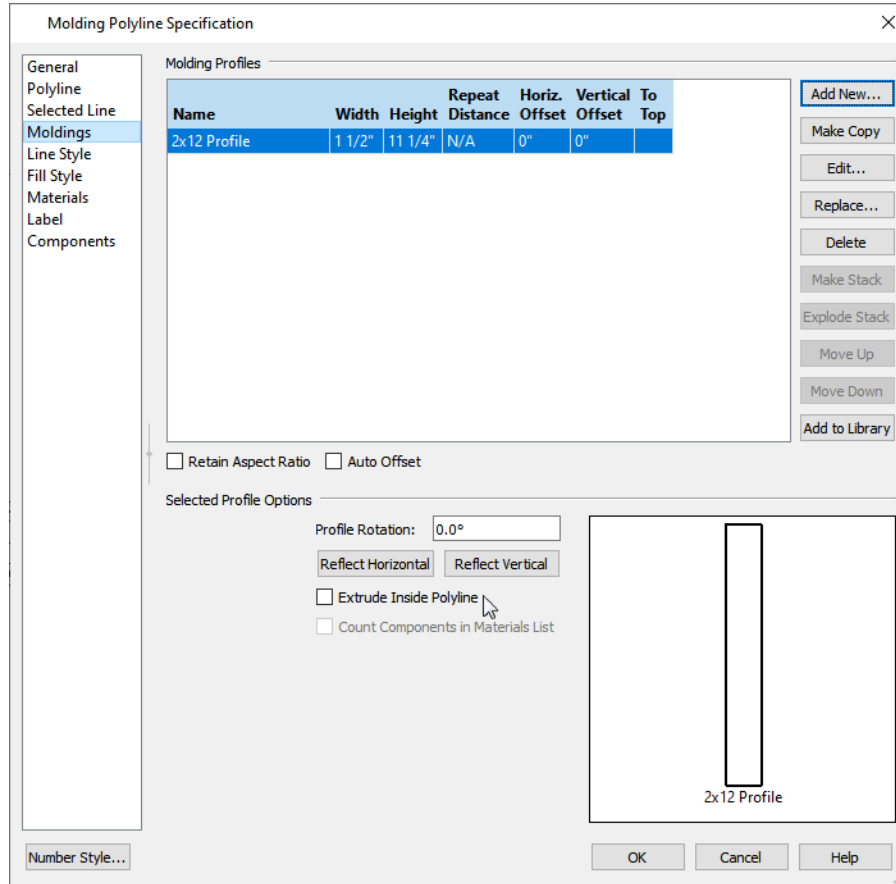 Molding Polyline Specification
General
Polyline
Selected Line
Moldings
Line Style
Fill Style
Materials
Label
Components
Number Style...
Molding Profiles
Name Width Height Repeat Distance Horiz. Offset Vertical Offset To Top
2x12 Profile 1 1/2" 11 1/4" N/A 0" 0"
Add New...
Make Copy
Edit...
Replace...
Delete
Make Stack
Explode Stack
Move Up
Move Down
Add to Library
Retain Aspect Ratio Auto Offset
Selected Profile Options
Profile Rotation: 0.0°
Reflect Horizontal Reflect Vertical
Extrude Inside Polyline
Count Components in Materials List
2x12 Profile
OK Cancel Help